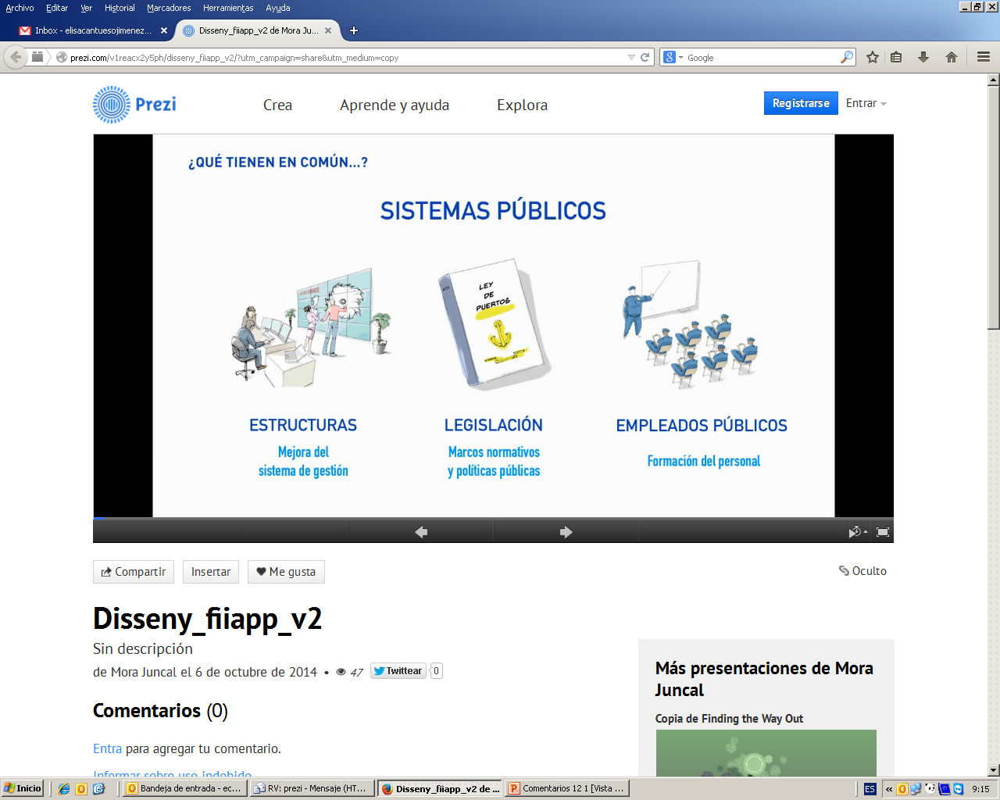 Archivo Editar Ver Historial Marcadores Herramientas Ayuda
Inbox - elisacantuesojimenez... Disseny_fiiapp_v2 de Mora Ju...
prezi.com/v1reacx2y5ph/disseny_fiiapp_v2/?utm_campaign=share&utm_medium=copy Google
Prezi Crea Aprende y ayuda Explora Registrarse Entrar
¿QUÉ TIENEN EN COMÚN...?
SISTEMAS PÚBLICOS
LEY
DE
PUERTOS
ESTRUCTURAS LEGISLACIÓN EMPLEADOS PÚBLICOS
Mejora del Marcos normativos Formación del personal
sistema de gestión y políticas públicas
Compartir Insertar Me gusta Oculto
Disseny_fiiapp_v2
Sin descripción
de Mora Juncal el 6 de octubre de 2014 • 47 Twittear 0
Más presentaciones de Mora
Juncal
Comentarios (0)
Copia de Finding the Way Out
Entra para agregar tu comentario.
Informar sobre uso indebido
Inicio Bandeja de entrada - ec... RV: prezi - Mensaje (HT... Disseny_fiiapp_v2 de ... Comentarios 12 1 [Vista ... ES « 9:15